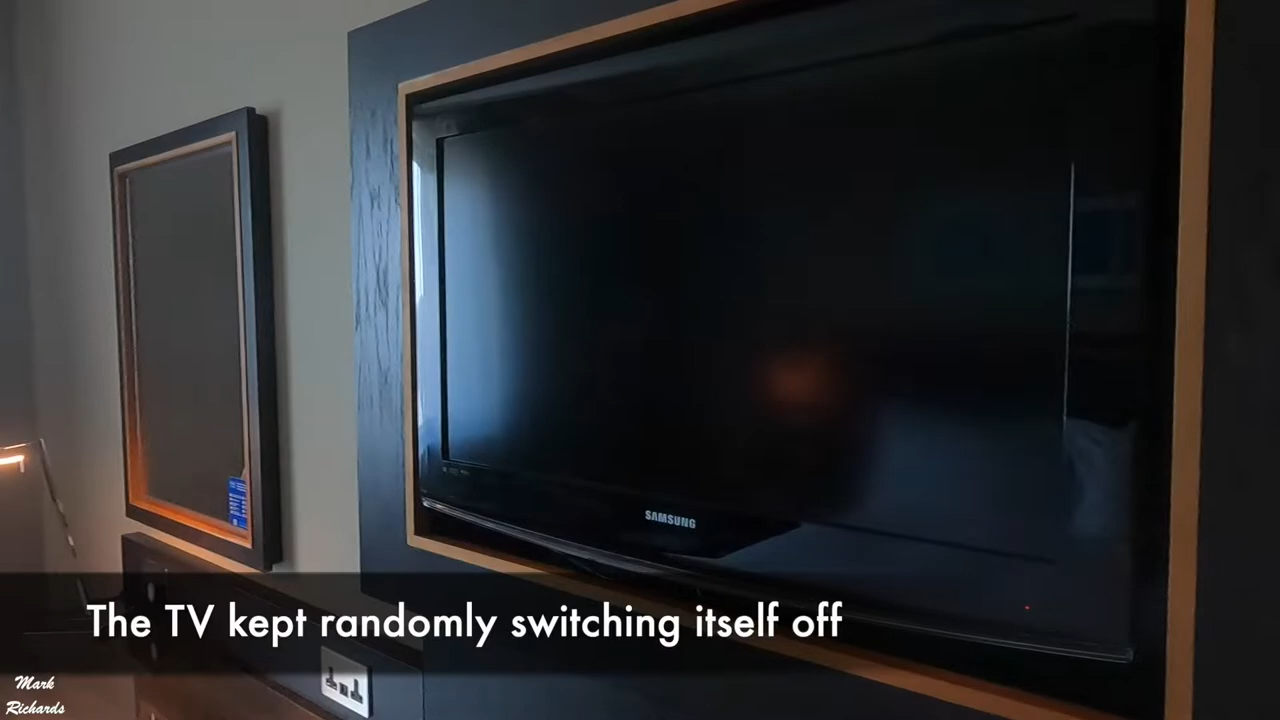 SAMSUNG
The TV kept randomly switching itself off
Mark
Richards